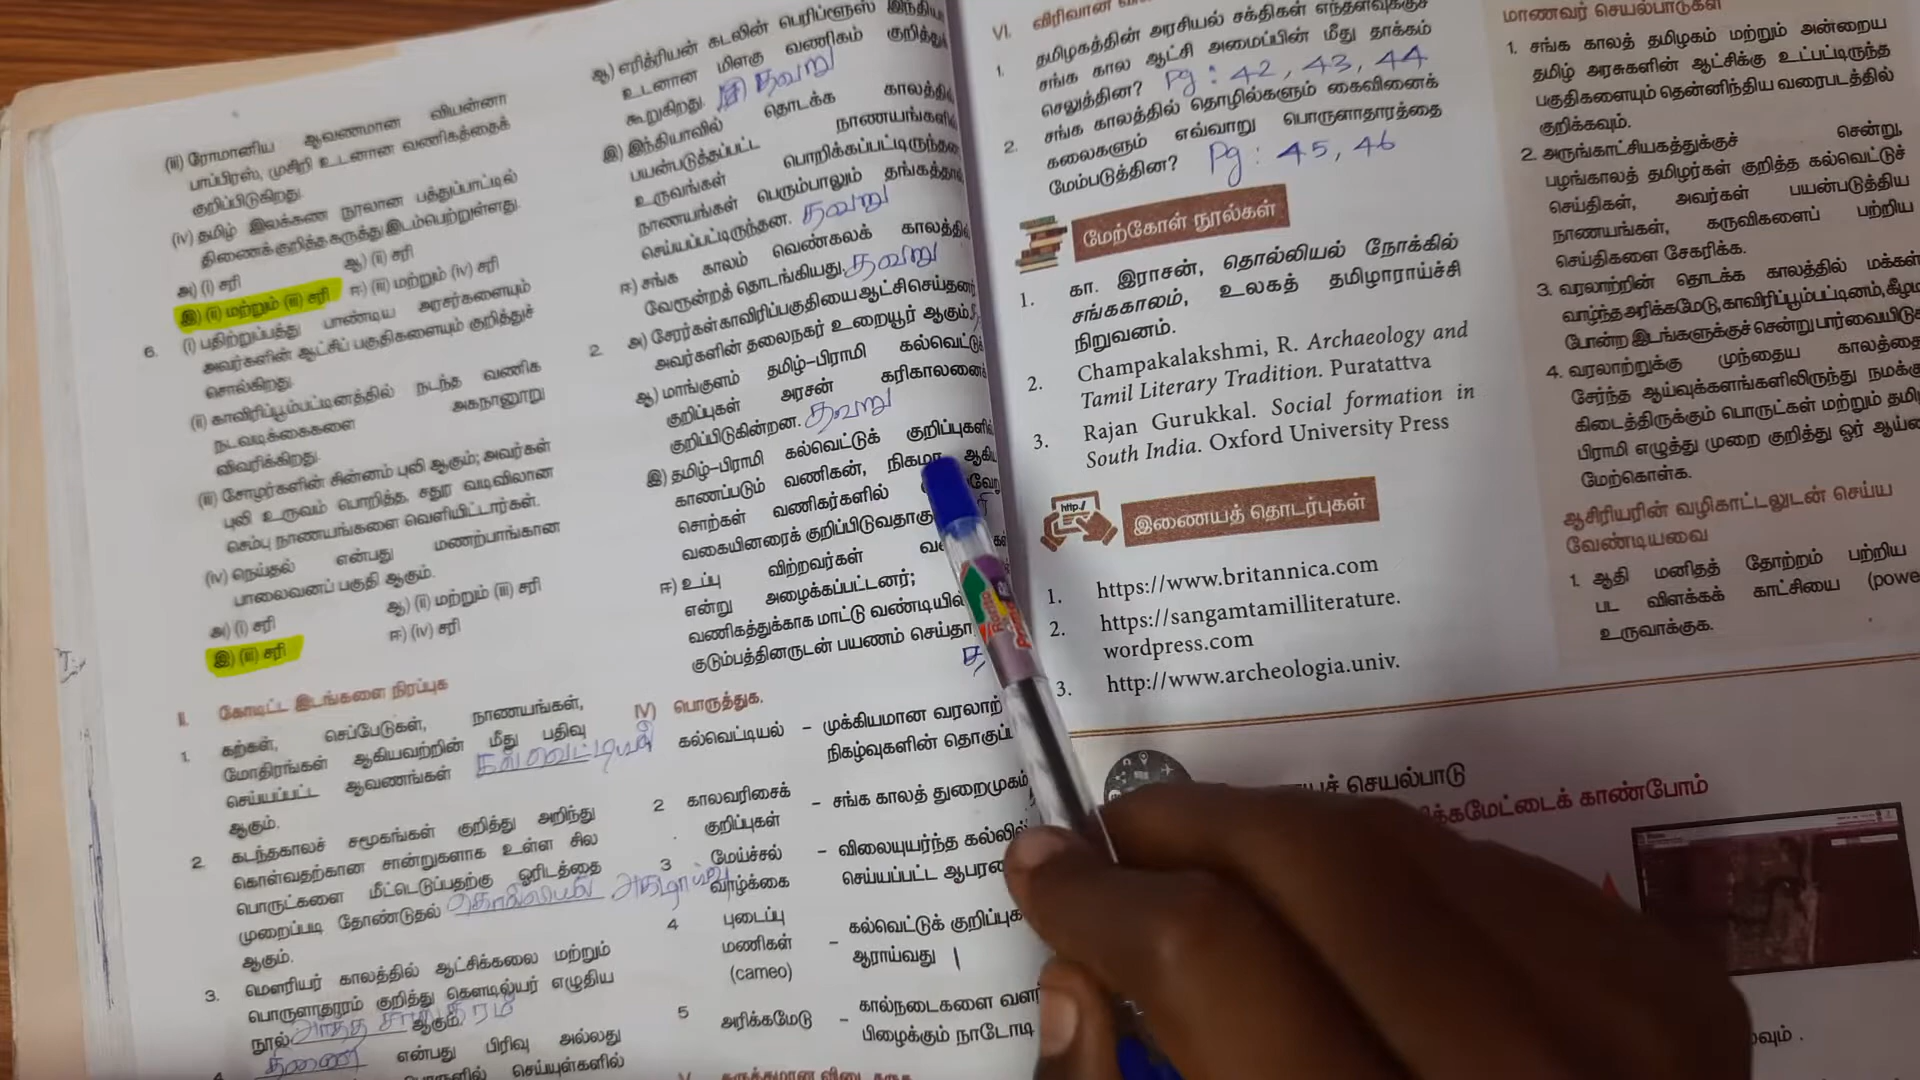 (iii) ரோமானிய ஆவணமான வியன்னா
பாப்பிரஸ், முசிறி உடனான வணிகத்தைக்
குறிப்பிடுகிறது.
(iv) தமிழ் இலக்கண நூலான பத்துப்பாட்டில்
திணைக்குறித்த கருத்து இடம்பெற்றுள்ளது.
அ) (i) சரி
ஆ) (ii) சரி
இ) (ii) மற்றும் (iii) சரி
ஈ) (iii) மற்றும் (iv) சரி
6. (i) பதிற்றுப்பத்து பாண்டிய அரசர்களையும்
அவர்களின் ஆட்சிப் பகுதிகளையும் குறித்துச்
சொல்கிறது.
(ii) காவிரிப்பூம்பட்டினத்தில் நடந்த வணிக
நடவடிக்கைகளை அகநானூறு
விவரிக்கிறது.
(iii) சோழர்களின் சின்னம் புலி ஆகும்; அவர்கள்
புலி உருவம் பொறித்த, சதுர வடிவிலான
செம்பு நாணயங்களை வெளியிட்டார்கள்.
(iv) நெய்தல் என்பது மணற்பாங்கான
பாலைவனப் பகுதி ஆகும்.
அ) (i) சரி
ஆ) (ii) மற்றும் (iii) சரி
இ) (iii) சரி
ஈ) (iv) சரி
II. கோடிட்ட இடங்களை நிரப்புக
1. கற்கள், செப்பேடுகள், நாணயங்கள்,
மோதிரங்கள் ஆகியவற்றின் மீது பதிவு
செய்யப்பட்ட ஆவணங்கள் கல்வெட்டியல்
ஆகும்.
2. கடந்தகாலச் சமூகங்கள் குறித்து அறிந்து
கொள்வதற்கான சான்றுகளாக உள்ள சில
பொருட்களை மீட்டெடுப்பதற்கு ஓரிடத்தை
முறைப்படி தோண்டுதல் தொல்லியல் அகழாய்வு
ஆகும்.
3. மௌரியர் காலத்தில் ஆட்சிக்கலை மற்றும்
பொருளாதாரம் குறித்து கௌடில்யர் எழுதிய
நூல் அர்த்த சாஸ்திரம் ஆகும்.
4. திணை என்பது பிரிவு அல்லது
பொருளில் செய்யுள்களில்
ஆ) எரித்ரியன் கடலின் பெரிப்ளூஸ் இந்திய
உடனான மிளகு வணிகம் குறித்துக்
கூறுகிறது. தவறு
இ) இந்தியாவில் தொடக்க காலத்தில்
பயன்படுத்தப்பட்ட நாணயங்களில்
உருவங்கள் பொறிக்கப்பட்டிருந்தன
நாணயங்கள் பெரும்பாலும் தங்கத்தால்
செய்யப்பட்டிருந்தன. தவறு
ஈ) சங்க காலம் வெண்கலக் காலத்தில்
வேரூன்றத் தொடங்கியது. தவறு
2. அ) சேரர்கள் காவிரிப் பகுதியை ஆட்சி செய்தனர்
அவர்களின் தலைநகர் உறையூர் ஆகும்.
ஆ) மாங்குளம் தமிழ்-பிராமி கல்வெட்டுக்
குறிப்புகள் அரசன் கரிகாலனைக்
குறிப்பிடுகின்றன. தவறு
இ) தமிழ்-பிராமி கல்வெட்டுக் குறிப்புகளில்
காணப்படும் வணிகன், நிகமா ஆகிய
சொற்கள் வணிகர்களில்
வகையினரைக் குறிப்பிடுவதாகு
ஈ) உப்பு விற்றவர்கள்
என்று அழைக்கப்பட்டனர்;
வணிகத்துக்காக மாட்டு வண்டியில்
குடும்பத்தினருடன் பயணம் செய்தா
IV) பொருத்துக.
கல்வெட்டியல் – முக்கியமான வரலாற்
நிகழ்வுகளின் தொகுப்
2 காலவரிசைக் – சங்க காலத் துறைமுகம்
குறிப்புகள்
3 மேய்ச்சல் – விலையுயர்ந்த கல்லில்
வாழ்க்கை செய்யப்பட்ட ஆபர
4 புடைப்பு
மணிகள் – கல்வெட்டுக் குறிப்புக
(cameo) ஆராய்வது
5 அரிக்கமேடு – கால்நடைகளை வளர்
பிழைக்கும் நாடோடி
VI.
1. தமிழகத்தின் அரசியல் சக்திகள் எந்தளவுக்குச்
சங்க கால ஆட்சி அமைப்பின் மீது தாக்கம்
செலுத்தின? Pg : 42, 43, 44
2. சங்க காலத்தில் தொழில்களும் கைவினைக்
கலைகளும் எவ்வாறு பொருளாதாரத்தை
மேம்படுத்தின? Pg : 45, 46
மேற்கோள் நூல்கள்
1. கா. இராசன், தொல்லியல் நோக்கில்
சங்ககாலம், உலகத் தமிழாராய்ச்சி
நிறுவனம்.
2. Champakalakshmi, R. Archaeology and
Tamil Literary Tradition. Puratattva
3. Rajan Gurukkal. Social formation in
South India. Oxford University Press
http://
இணையத் தொடர்புகள்
1. https://www.britannica.com
2. https://sangamtamilliterature.
wordpress.com
3. http://www.archeologia.univ.
செயல்பாடு
க்கமேட்டைக் காண்போம்
மாணவர் செயல்பாடுகள்
1. சங்க காலத் தமிழகம் மற்றும் அன்றைய
தமிழ் அரசுகளின் ஆட்சிக்கு உட்பட்டிருந்த
பகுதிகளையும் தென்னிந்திய வரைபடத்தில்
குறிக்கவும்.
2. அருங்காட்சியகத்துக்குச் சென்று,
பழங்காலத் தமிழர்கள் குறித்த கல்வெட்டுச்
செய்திகள், அவர்கள் பயன்படுத்திய
நாணயங்கள், கருவிகளைப் பற்றிய
செய்திகளை சேகரிக்க.
3. வரலாற்றின் தொடக்க காலத்தில் மக்கள்
வாழ்ந்த அரிக்கமேடு, காவிரிப்பூம்பட்டினம், கீழடி
போன்ற இடங்களுக்குச் சென்று பார்வையிடுக
4. வரலாற்றுக்கு முந்தைய காலத்தை
சேர்ந்த ஆய்வுக்களங்களிலிருந்து நமக்கு
கிடைத்திருக்கும் பொருட்கள் மற்றும் தமி
பிராமி எழுத்து முறை குறித்து ஓர் ஆய்வை
மேற்கொள்க.
ஆசிரியரின் வழிகாட்டலுடன் செய்ய
வேண்டியவை
1. ஆதி மனிதத் தோற்றம் பற்றிய
பட விளக்கக் காட்சியை (powe
உருவாக்குக.